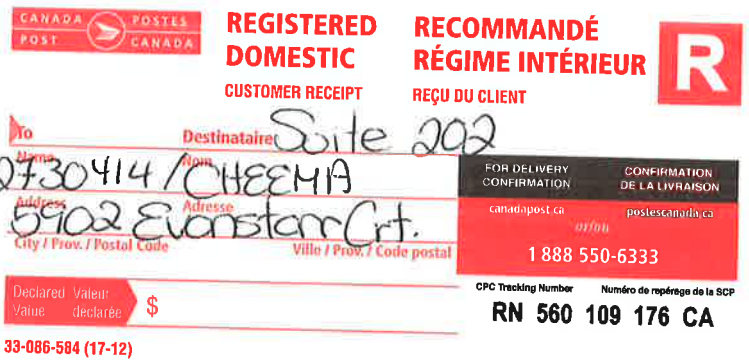 CANADA POSTES
POST CANADA
REGISTERED DOMESTIC
CUSTOMER RECEIPT
RECOMMANDÉ RÉGIME INTÉRIEUR
REÇU DU CLIENT
R
To Destinataire Suite 202
Name Nom
2730414 / CHEEMA
Address Adresse
5902 Evanston Crt.
City / Prov. / Postal Code Ville / Prov. / Code postal
FOR DELIVERY CONFIRMATION
CONFIRMATION DE LA LIVRAISON
canadapost.ca postescanada.ca
or/ou
1 888 550-6333
CPC Tracking Number Numéro de repérage de la SCP
RN 560 109 176 CA
Declared Value Valeur déclarée $
33-086-584 (17-12)